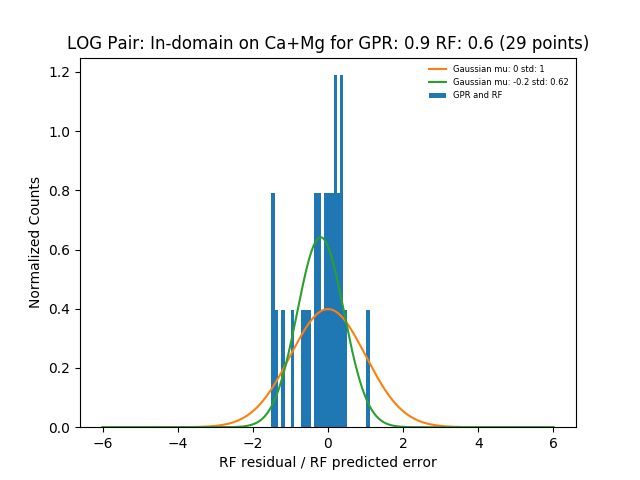 LOG Pair: In-domain on Ca+Mg for GPR: 0.9 RF: 0.6 (29 points)
Gaussian mu: 0 std: 1
Gaussian mu: -0.2 std: 0.62
GPR and RF
Normalized Counts
1.2
1.0
0.8
0.6
0.4
0.2
0.0
−6 −4 −2 0 2 4 6
RF residual / RF predicted error